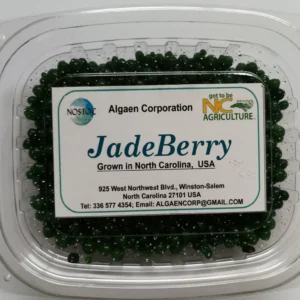 NOSTOC
Algaen Corporation
got to be
NC
AGRICULTURE
JadeBerry
Grown in North Carolina, USA
925 West Northwest Blvd., Winston-Salem
North Carolina 27101 USA
Tel: 336 577 4354; Email: ALGAENCORP@GMAIL.COM